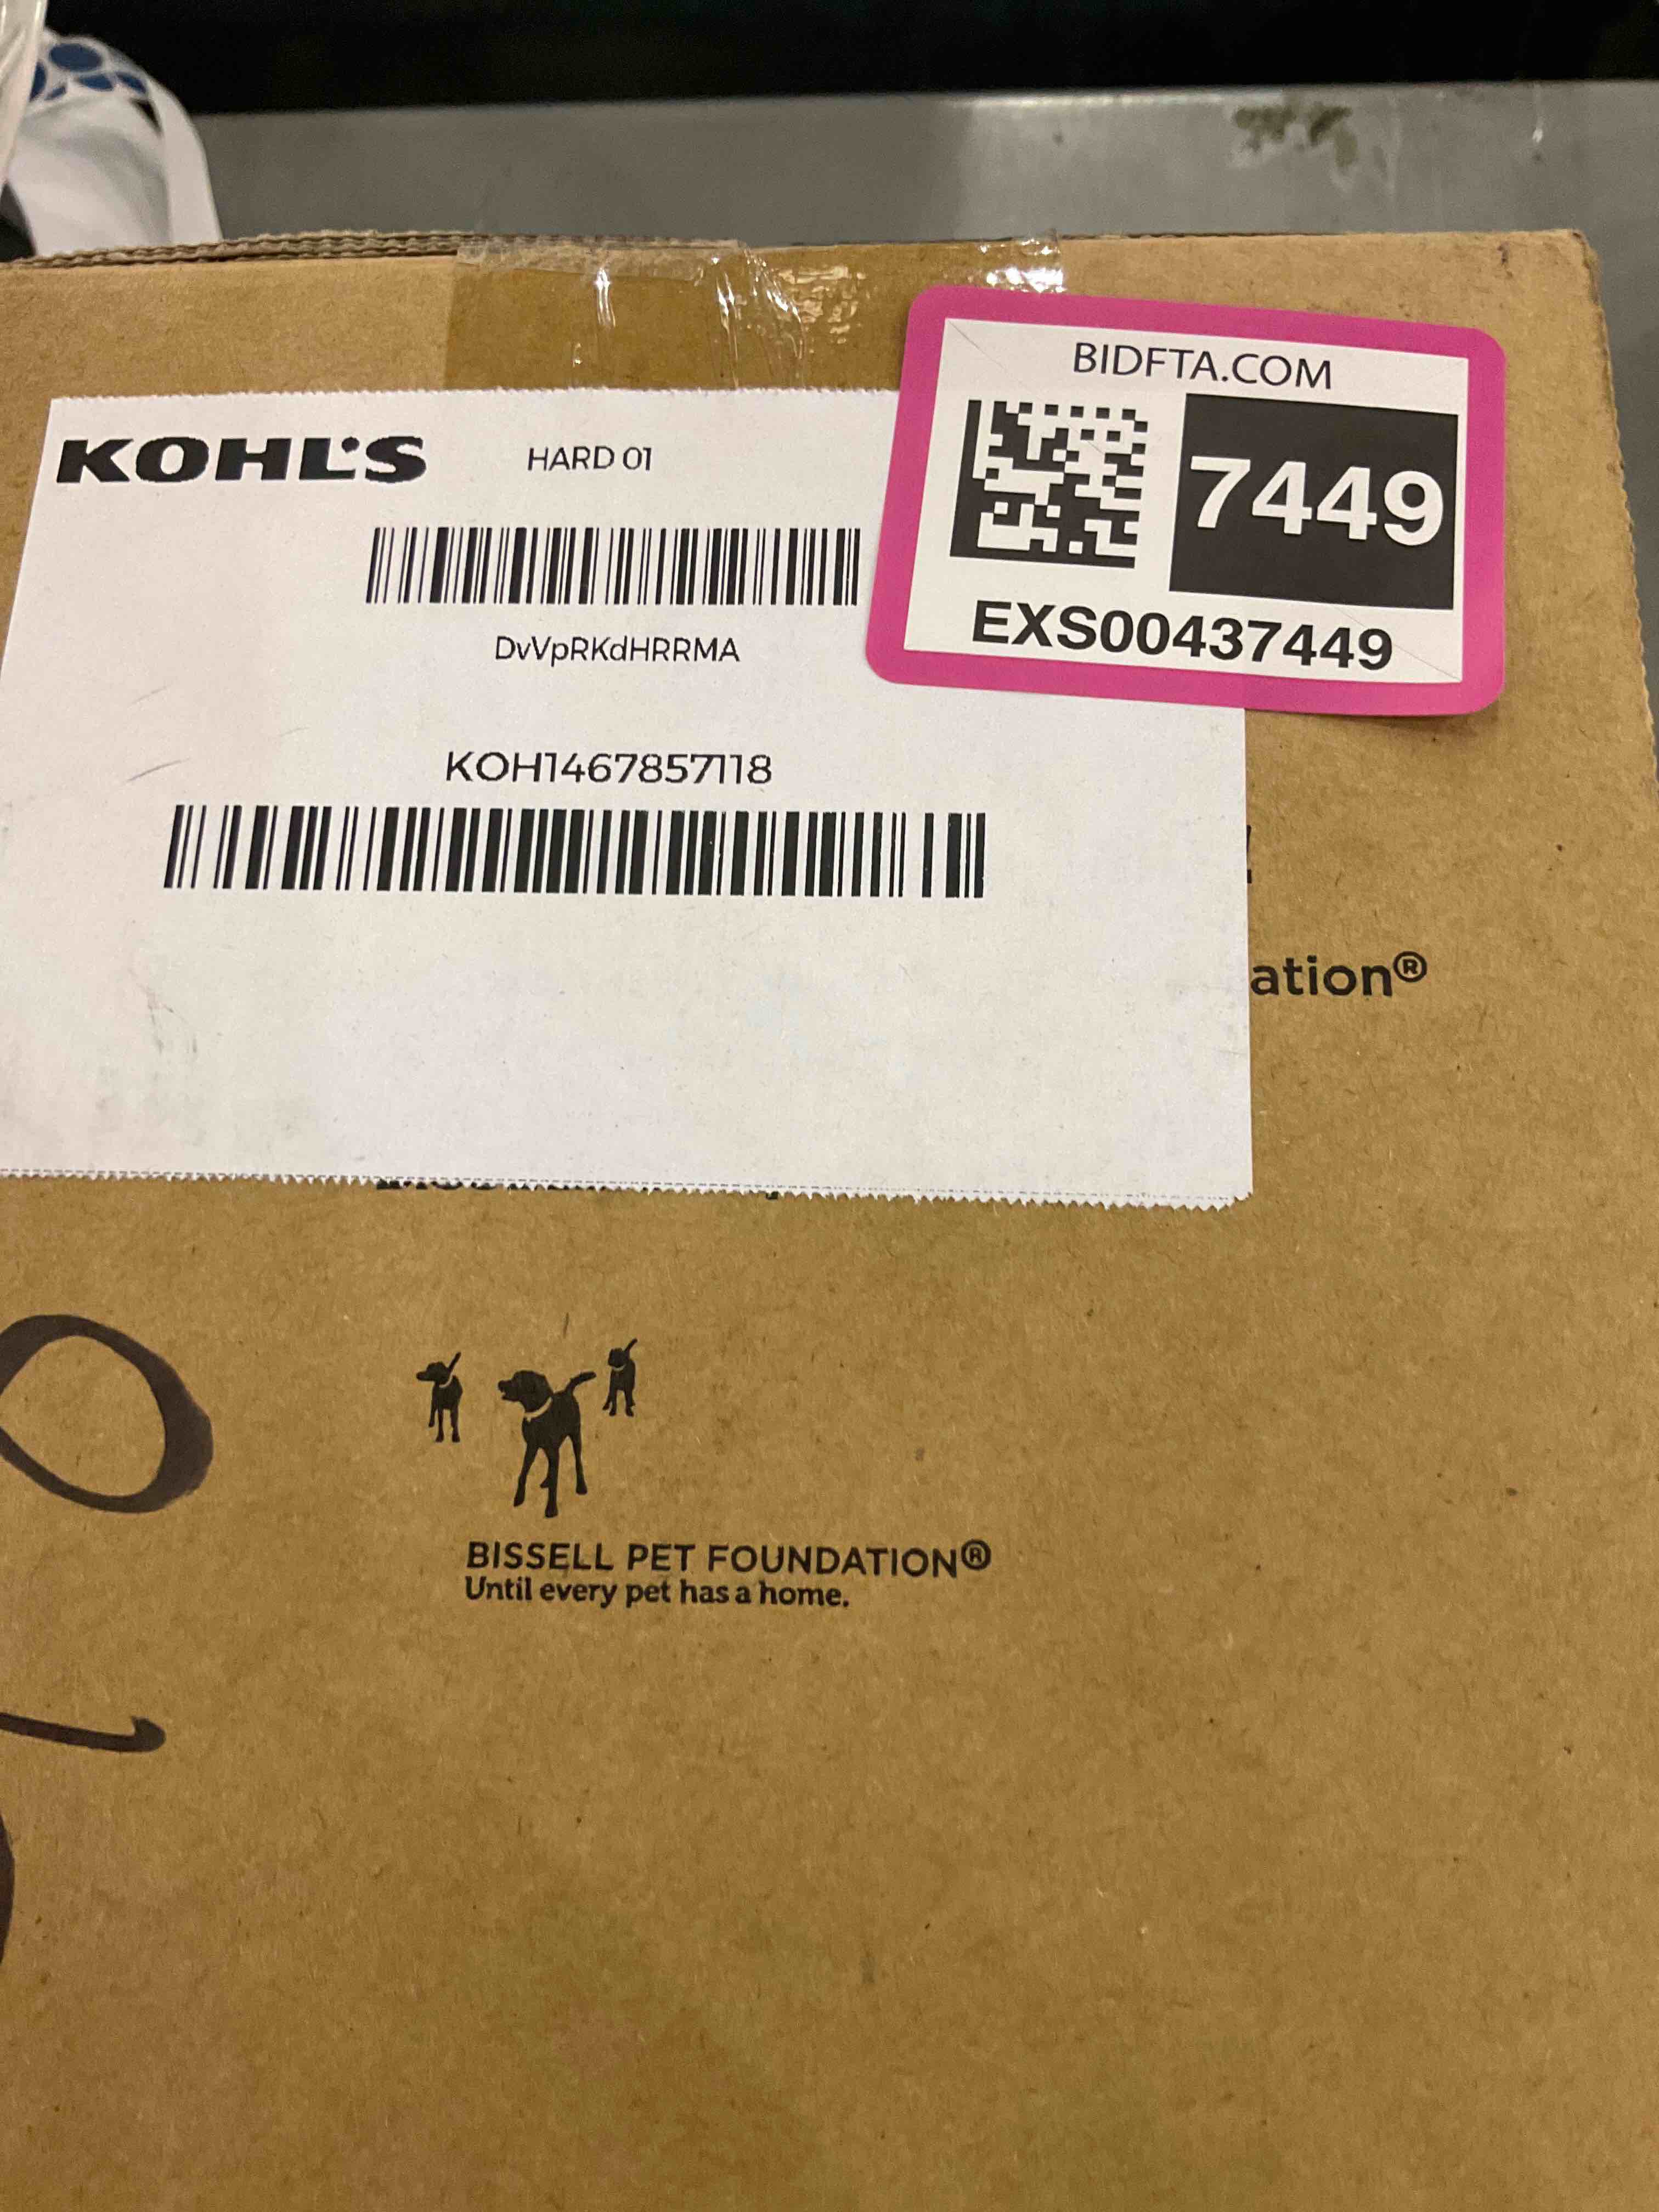 KOHL'S
HARD 01
DvVpRKdHRRMA
KOH1467857118
BIDFTA.COM
7449
EXS00437449
ation®
BISSELL PET FOUNDATION®
Until every pet has a home.